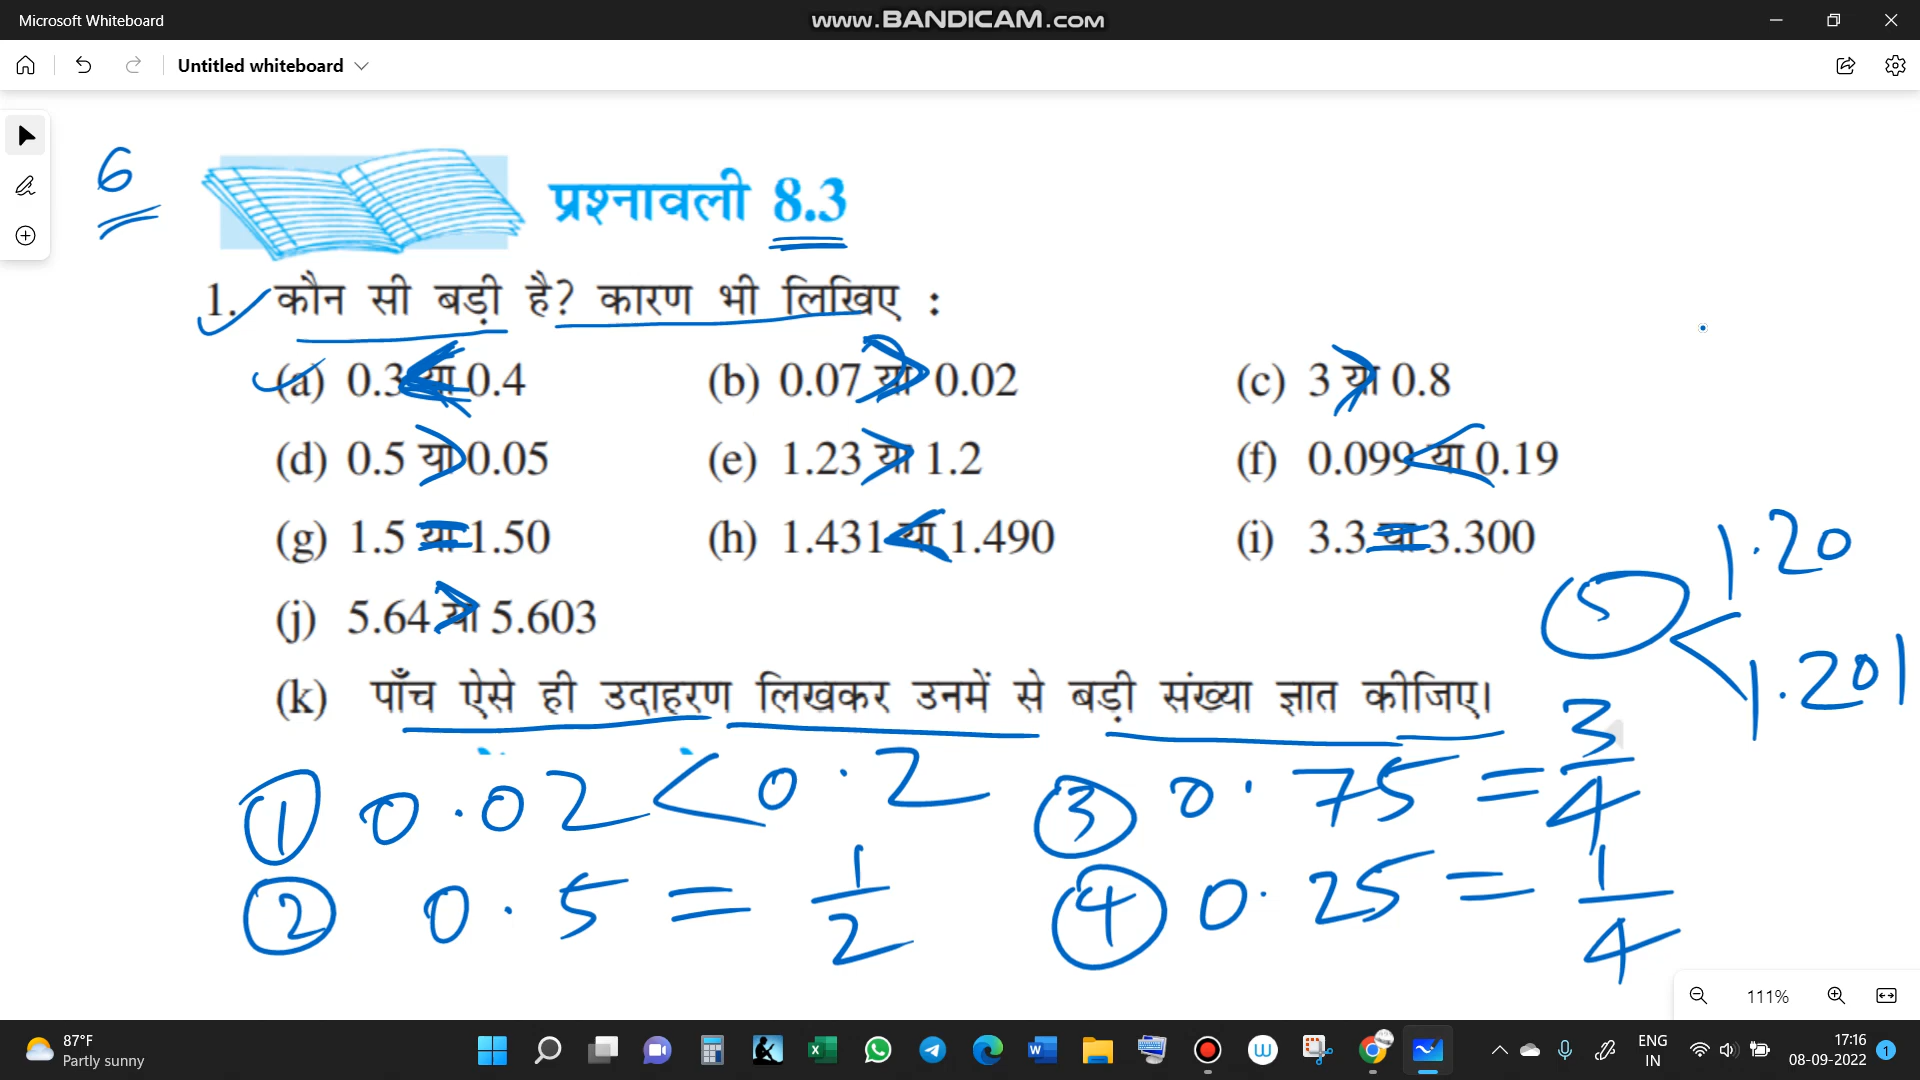 Microsoft Whiteboard
www.BANDICAM.com
Untitled whiteboard
6
प्रश्नावली 8.3
1. कौन सी बड़ी है? कारण भी लिखिए :
(a) 0.3 या < 0.4 (b) 0.07 या > 0.02 (c) 3 या > 0.8
(d) 0.5 या > 0.05 (e) 1.23 या > 1.2 (f) 0.099 या < 0.19
(g) 1.5 या = 1.50 (h) 1.431 या < 1.490 (i) 3.3 या = 3.300
(j) 5.64 या > 5.603
(k) पाँच ऐसे ही उदाहरण लिखकर उनमें से बड़ी संख्या ज्ञात कीजिए।
5 < 1.20
1.201
1 0.02 < 0.2 3 0.75 = 3/4
2 0.5 = 1/2 4 0.25 = 1/4
111%
87°F
Partly sunny
ENG
IN
17:16
08-09-2022
1